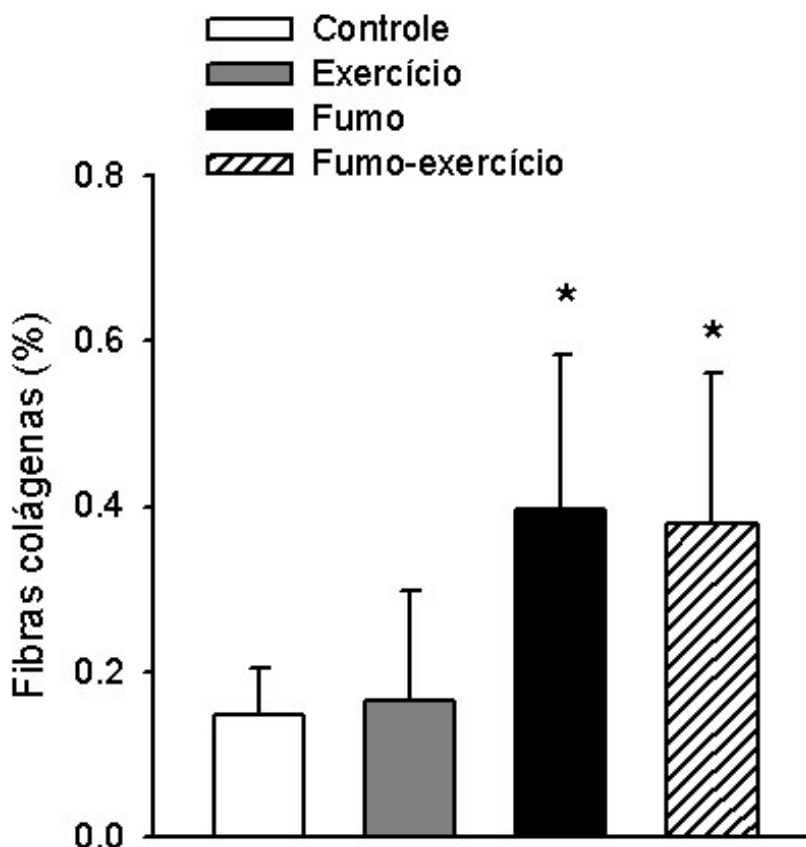 Controle
Exercício
Fumo
Fumo-exercício
0.8
*
*
0.6
0.4
0.2
0.0
Fibras colágenas (%)